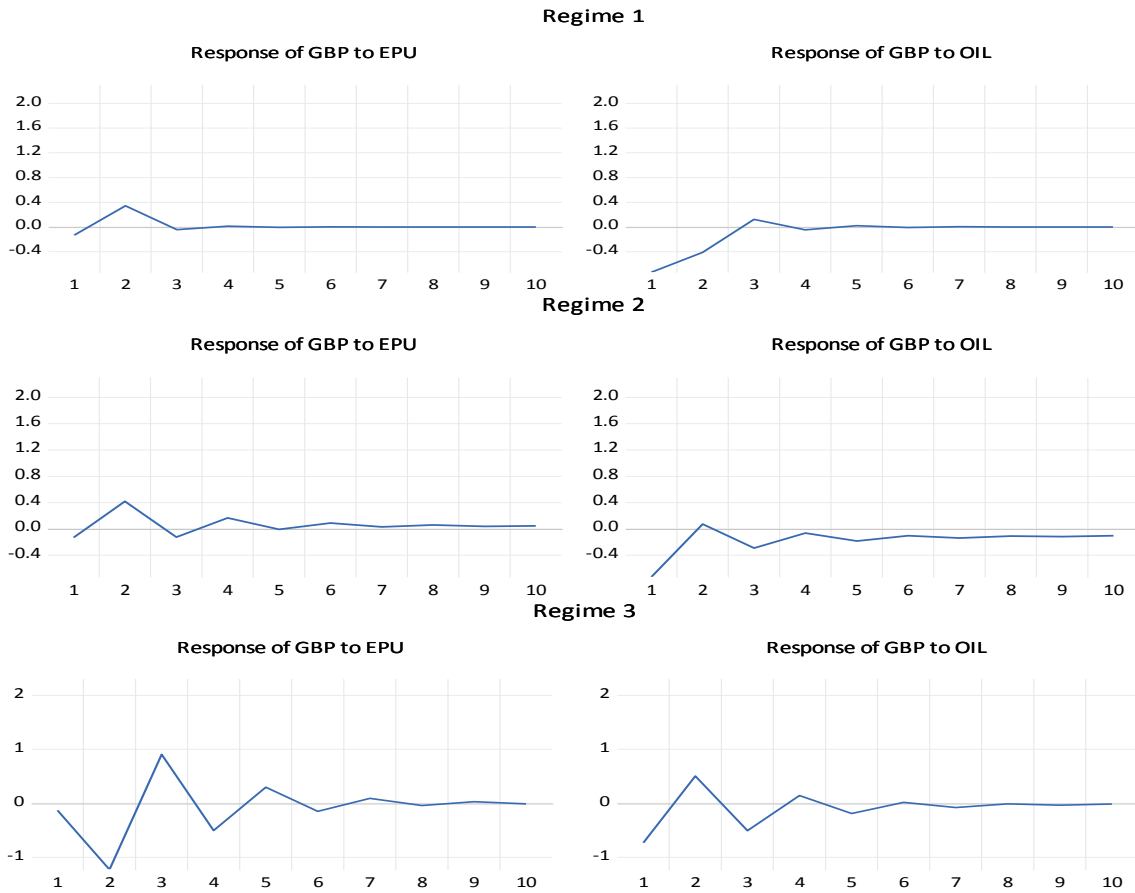 Regime 1
Response of GBP to EPU
2.0
1.6
1.2
0.8
0.4
0.0
-0.4
1 2 3 4 5 6 7 8 9 10
Response of GBP to OIL
2.0
1.6
1.2
0.8
0.4
0.0
-0.4
1 2 3 4 5 6 7 8 9 10
Regime 2
Response of GBP to EPU
2.0
1.6
1.2
0.8
0.4
0.0
-0.4
1 2 3 4 5 6 7 8 9 10
Response of GBP to OIL
2.0
1.6
1.2
0.8
0.4
0.0
-0.4
1 2 3 4 5 6 7 8 9 10
Regime 3
Response of GBP to EPU
2
1
0
-1
1 2 3 4 5 6 7 8 9 10
Response of GBP to OIL
2
1
0
-1
1 2 3 4 5 6 7 8 9 10